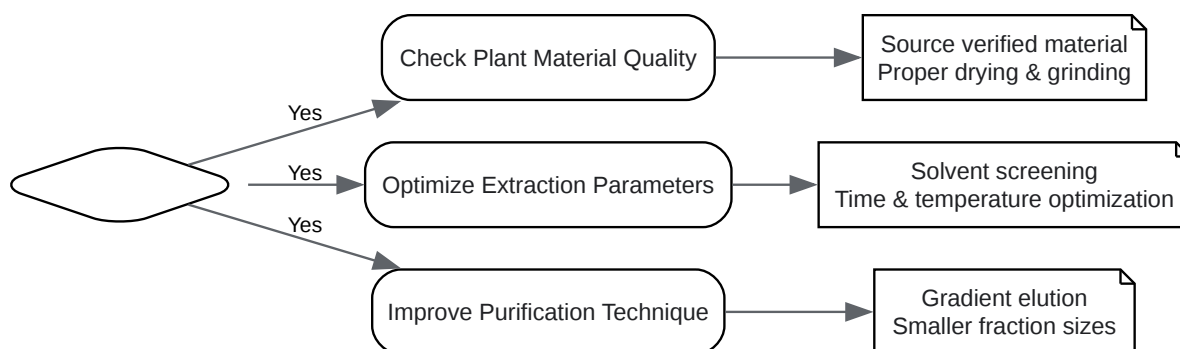 Yes
Check Plant Material Quality
Source verified material
Proper drying & grinding
Yes
Optimize Extraction Parameters
Solvent screening
Time & temperature optimization
Yes
Improve Purification Technique
Gradient elution
Smaller fraction sizes